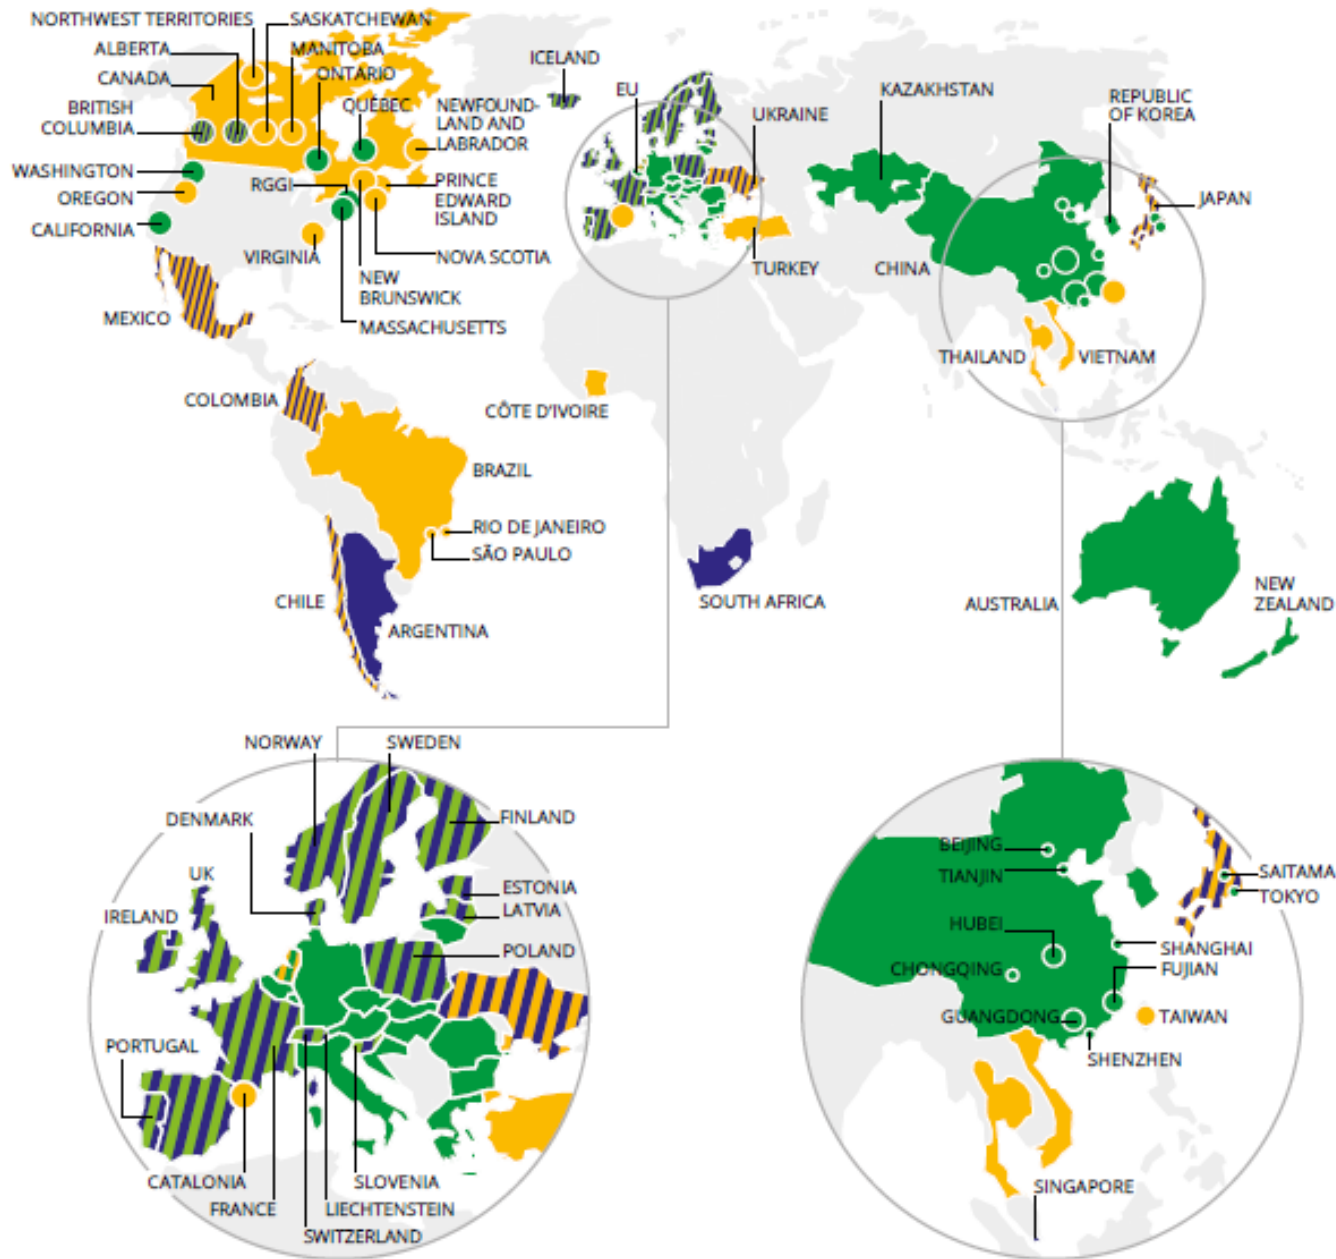 NORTHWEST TERRITORIES
SASKATCHEWAN
ALBERTA
MANITOBA
CANADA
ONTARIO
BRITISH
COLUMBIA
QUÉBEC
NEWFOUND-
LAND AND
LABRADOR
WASHINGTON
OREGON
RGGI
PRINCE
EDWARD
ISLAND
CALIFORNIA
VIRGINIA
NOVA SCOTIA
NEW
BRUNSWICK
MASSACHUSETTS
MEXICO
ICELAND
EU
UKRAINE
KAZAKHSTAN
REPUBLIC
OF KOREA
JAPAN
TURKEY
CHINA
THAILAND
VIETNAM
COLOMBIA
CÔTE D'IVOIRE
BRAZIL
RIO DE JANEIRO
SÃO PAULO
CHILE
ARGENTINA
SOUTH AFRICA
AUSTRALIA
NEW
ZEALAND
NORWAY
SWEDEN
DENMARK
FINLAND
UK
ESTONIA
LATVIA
IRELAND
POLAND
PORTUGAL
CATALONIA
SLOVENIA
FRANCE
LIECHTENSTEIN
SWITZERLAND
BEIJING
TIANJIN
SAITAMA
TOKYO
HUBEI
SHANGHAI
FUJIAN
CHONGQING
GUANGDONG
TAIWAN
SHENZHEN
SINGAPORE